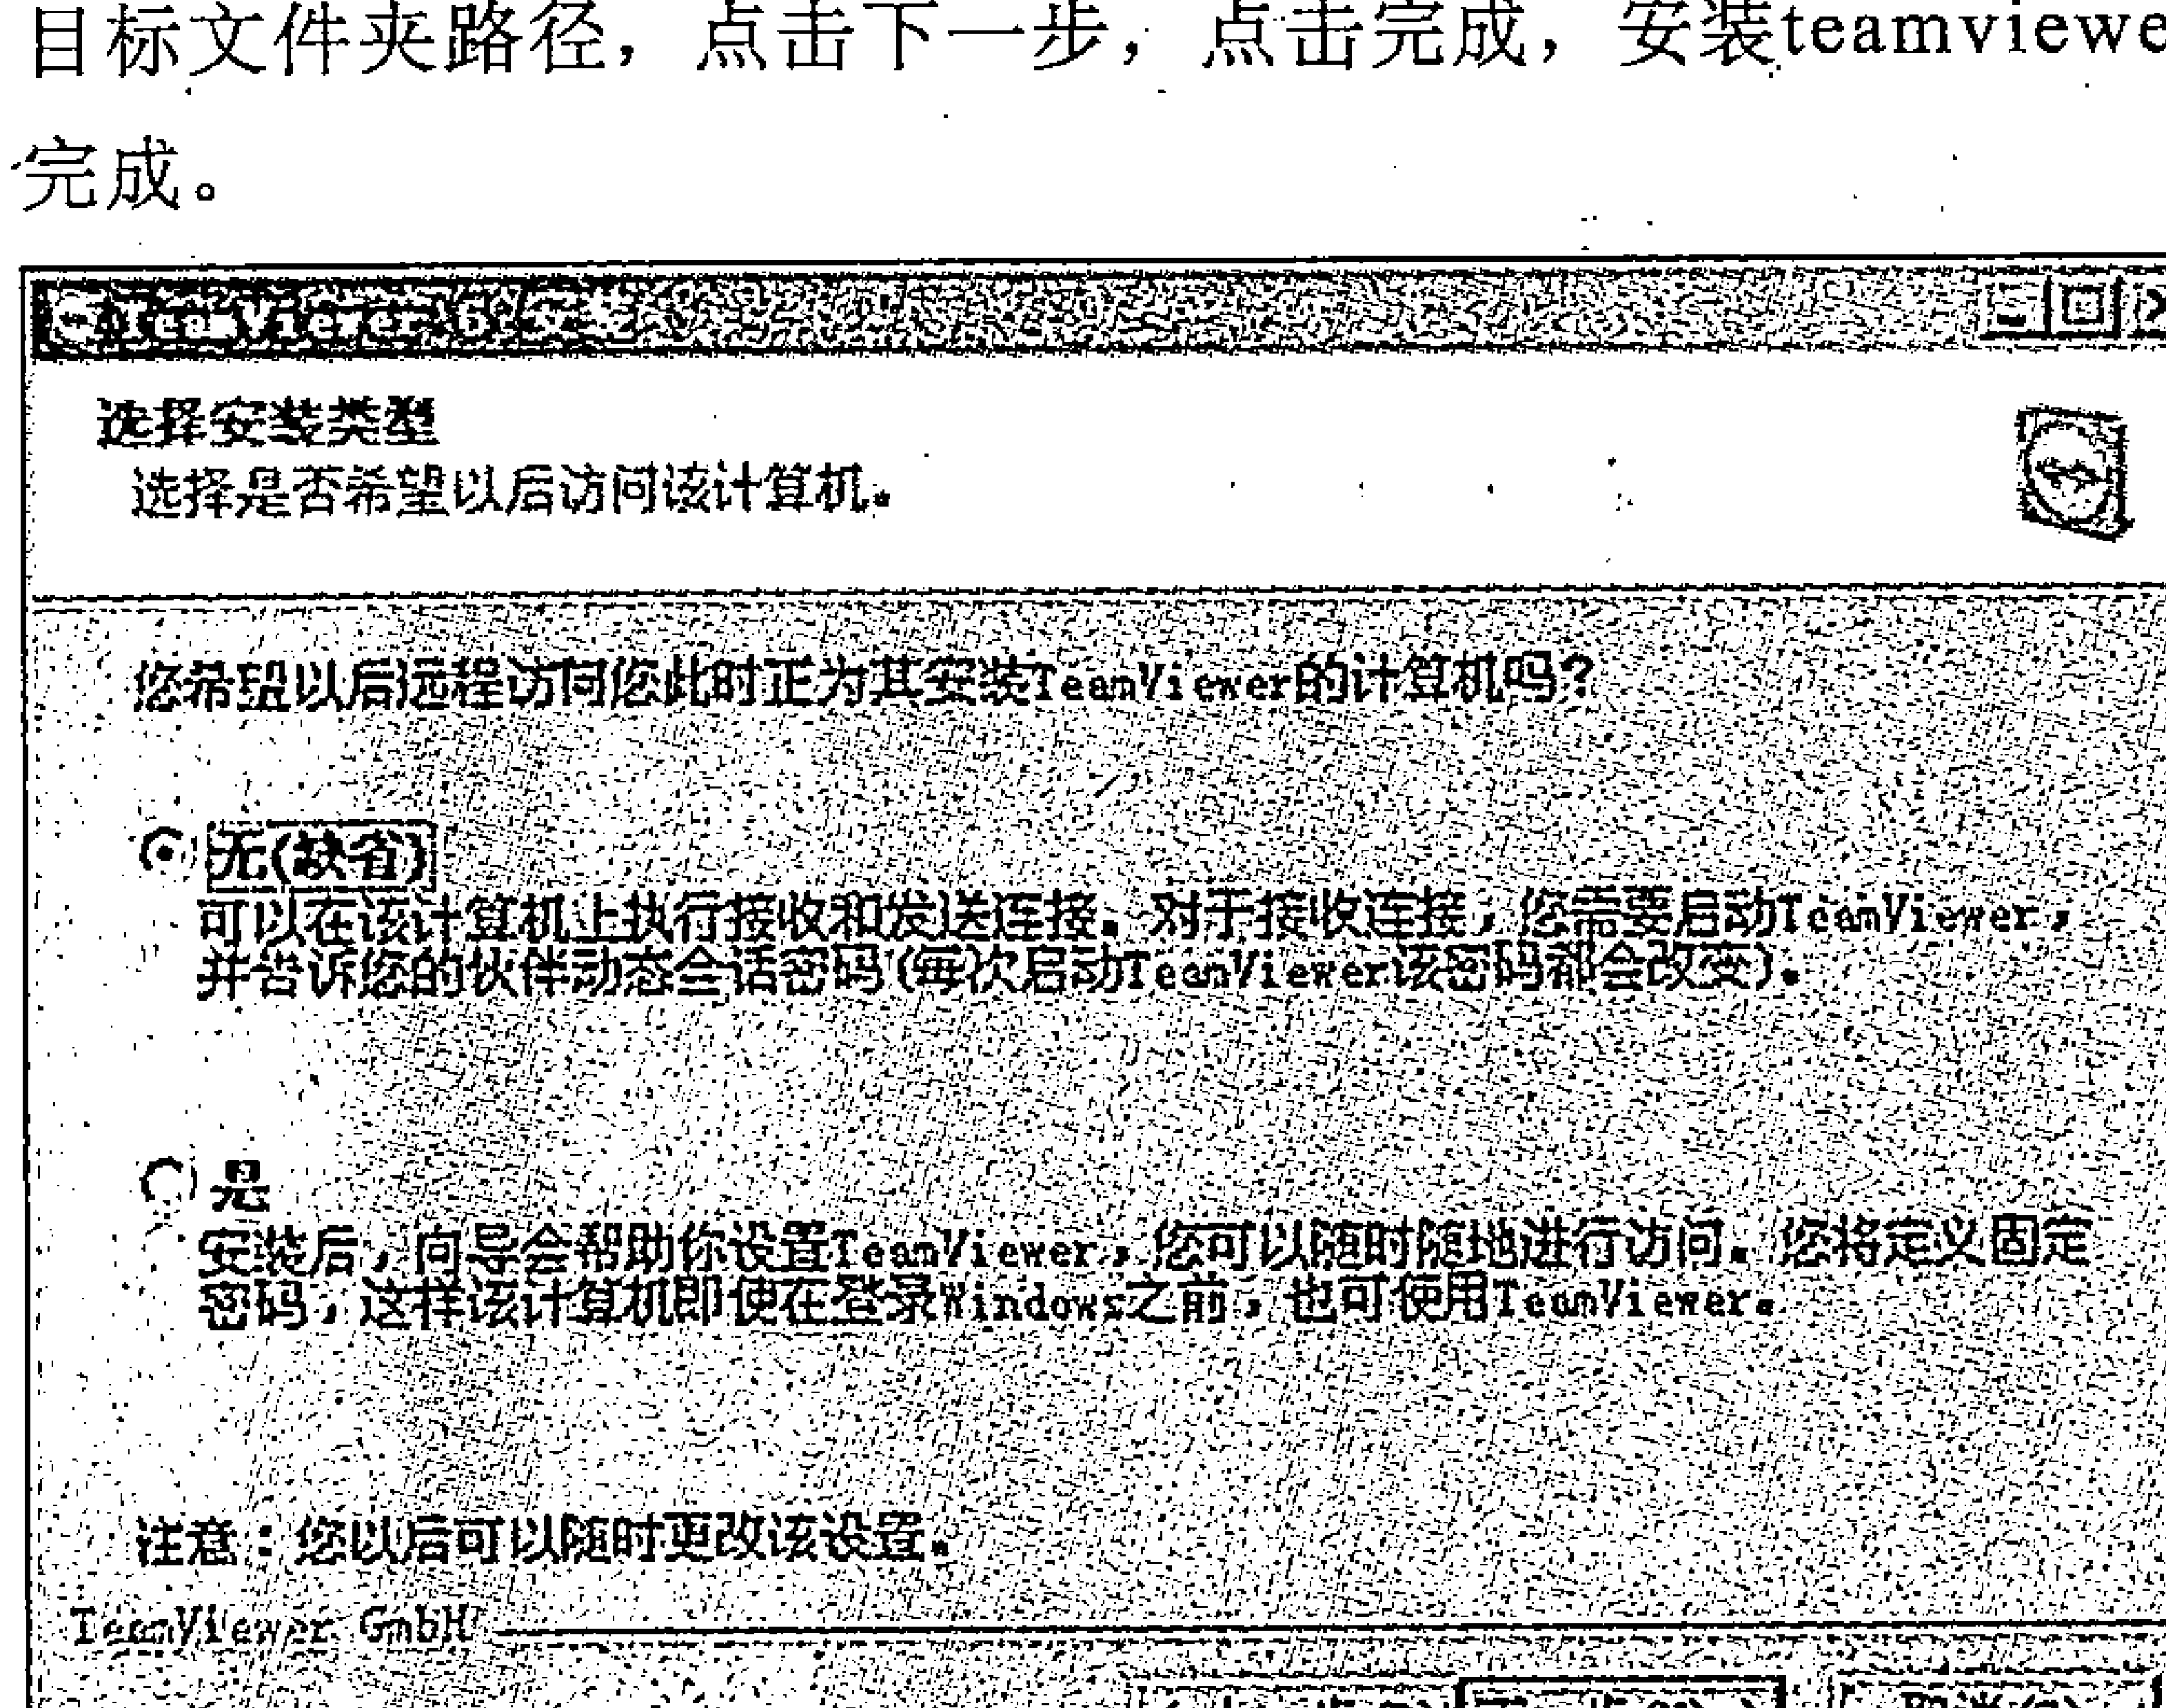 目标文件夹路径，点击下一步，点击完成，安装teamviewe
完成。
TeamViewer 6 安装
选择安装类型
选择是否希望以后访问该计算机。
您希望以后远程访问您此时正为其安装TeamViewer的计算机吗?
无(缺省)
可以在该计算机上执行接收和发送连接。对于接收连接，您需要启动TeamViewer，
并告诉您的伙伴动态会话密码(每次启动TeamViewer该密码都会改变)。
是
安装后，向导会帮助你设置TeamViewer，您可以随时随地进行访问。您将定义固定
密码，这样该计算机即便在登录Windows之前，也可使用TeamViewer。
注意：您以后可以随时更改该设置。
TeamViewer GmbH